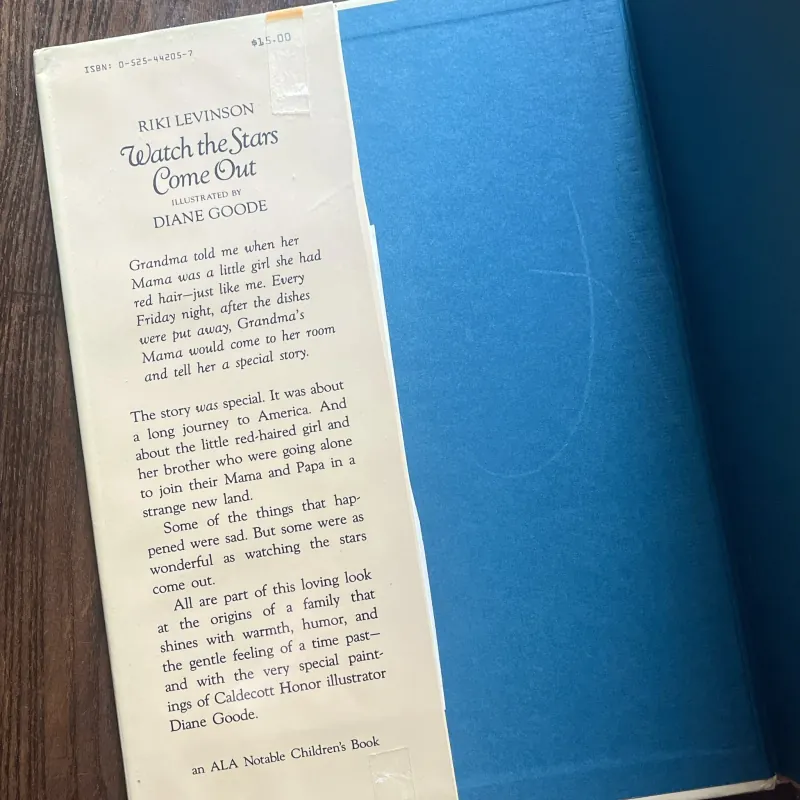 ISBN: 0-525-44205-7
$15.00
RIKI LEVINSON
Watch the Stars
Come Out
ILLUSTRATED BY
DIANE GOODE
Grandma told me when her
Mama was a little girl she had
red hair—just like me. Every
Friday night, after the dishes
were put away, Grandma's
Mama would come to her room
and tell her a special story.
The story was special. It was about
a long journey to America. And
about the little red-haired girl and
her brother who were going alone
to join their Mama and Papa in a
strange new land.
Some of the things that hap-
pened were sad. But some were as
wonderful as watching the stars
come out.
All are part of this loving look
at the origins of a family that
shines with warmth, humor, and
the gentle feeling of a time past—
and with the very special paint-
ings of Caldecott Honor illustrator
Diane Goode.
an ALA Notable Children's Book